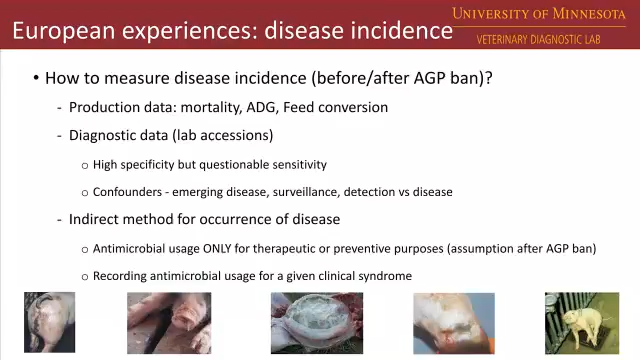 European experiences: disease incidence
UNIVERSITY OF MINNESOTA
VETERINARY DIAGNOSTIC LAB
• How to measure disease incidence (before/after AGP ban)?
- Production data: mortality, ADG, Feed conversion
- Diagnostic data (lab accessions)
o High specificity but questionable sensitivity
o Confounders - emerging disease, surveillance, detection vs disease
- Indirect method for occurrence of disease
o Antimicrobial usage ONLY for therapeutic or preventive purposes (assumption after AGP ban)
o Recording antimicrobial usage for a given clinical syndrome